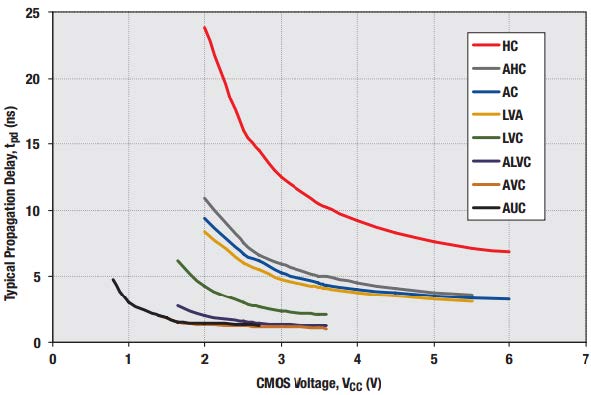 25
20
15
10
5
0
Typical Propagation Delay, tpd (ns)
HC
AHC
AC
LVA
LVC
ALVC
AVC
AUC
0 1 2 3 4 5 6 7
CMOS Voltage, VCC (V)